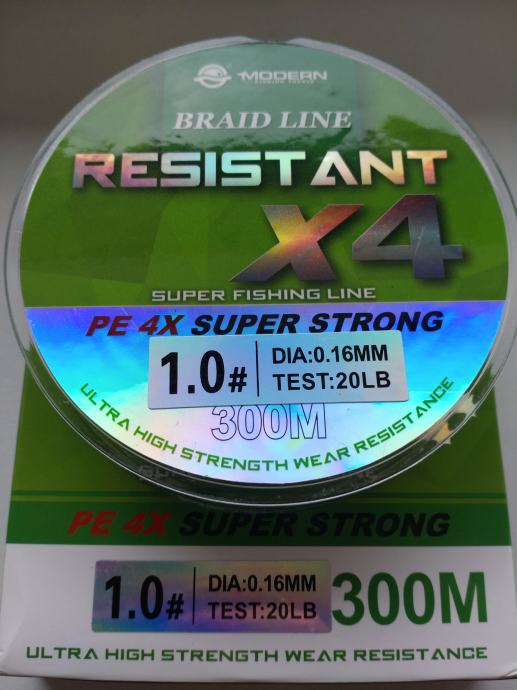 MODERN
FISHING TACKLE
BRAID LINE
RESISTANT
X4
SUPER FISHING LINE
PE 4X SUPER STRONG
1.0# DIA:0.16MM
TEST:20LB
300M
ULTRA HIGH STRENGTH WEAR RESISTANCE
PE 4X SUPER STRONG
1.0# DIA:0.16MM
TEST:20LB
300M
ULTRA HIGH STRENGTH WEAR RESISTANCE